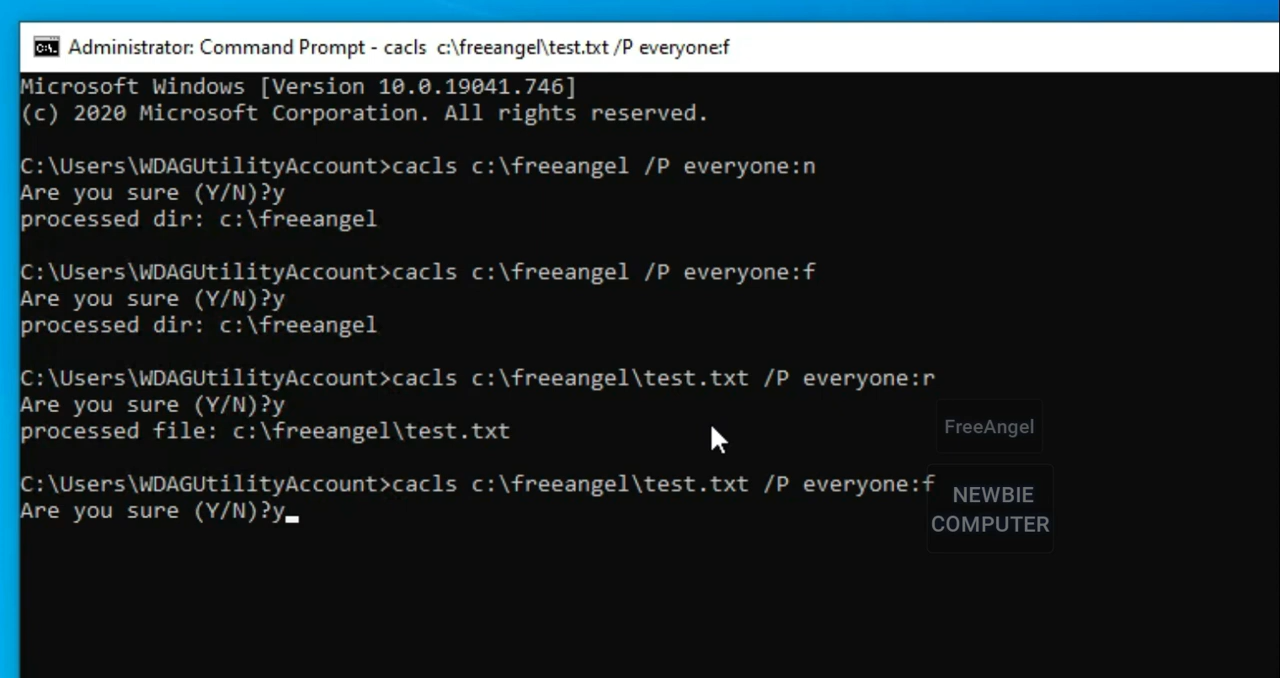 Administrator: Command Prompt - cacls  c:\freeangel\test.txt /P everyone:f
Microsoft Windows [Version 10.0.19041.746]
(c) 2020 Microsoft Corporation. All rights reserved.
C:\Users\WDAGUtilityAccount>cacls c:\freeangel /P everyone:n
Are you sure (Y/N)?y
processed dir: c:\freeangel
C:\Users\WDAGUtilityAccount>cacls c:\freeangel /P everyone:f
Are you sure (Y/N)?y
processed dir: c:\freeangel
C:\Users\WDAGUtilityAccount>cacls c:\freeangel\test.txt /P everyone:r
Are you sure (Y/N)?y
processed file: c:\freeangel\test.txt
C:\Users\WDAGUtilityAccount>cacls c:\freeangel\test.txt /P everyone:f
Are you sure (Y/N)?y
FreeAngel
NEWBIE
COMPUTER